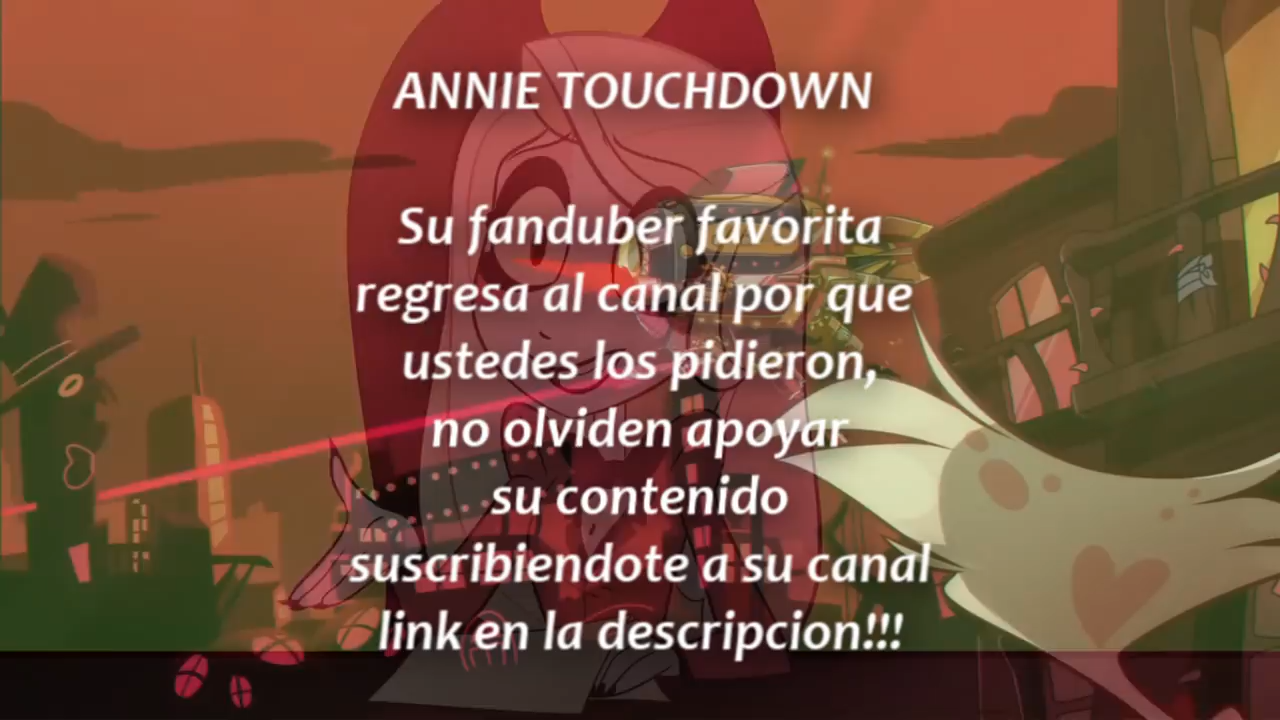 ANNIE TOUCHDOWN
Su fanduber favorita
regresa al canal por que
ustedes los pidieron,
no olviden apoyar
su contenido
suscribiendote a su canal
link en la descripcion!!!